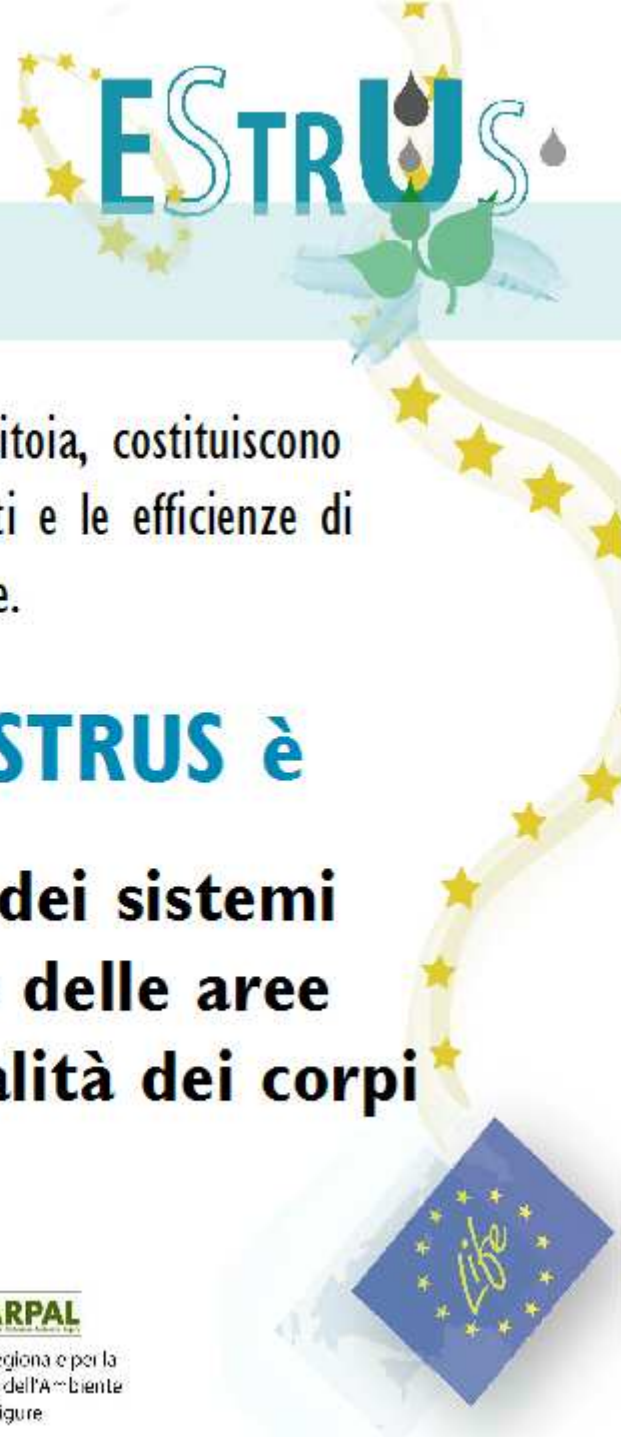 ESTRUS
itoia, costituiscono
ti e le efficienze di
e.
STRUS è
dei sistemi
delle aree
alità dei corpi
Life
ARPAL
egionale per la
dell'Ambiente
igure